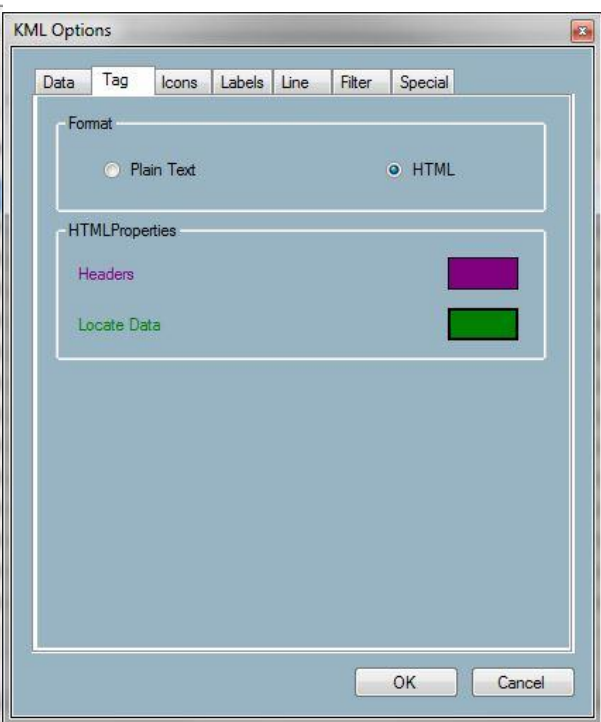 KML Options
Data Tag Icons Labels Line Filter Special
Format
Plain Text HTML
HTMLProperties
Headers
Locate Data
OK Cancel